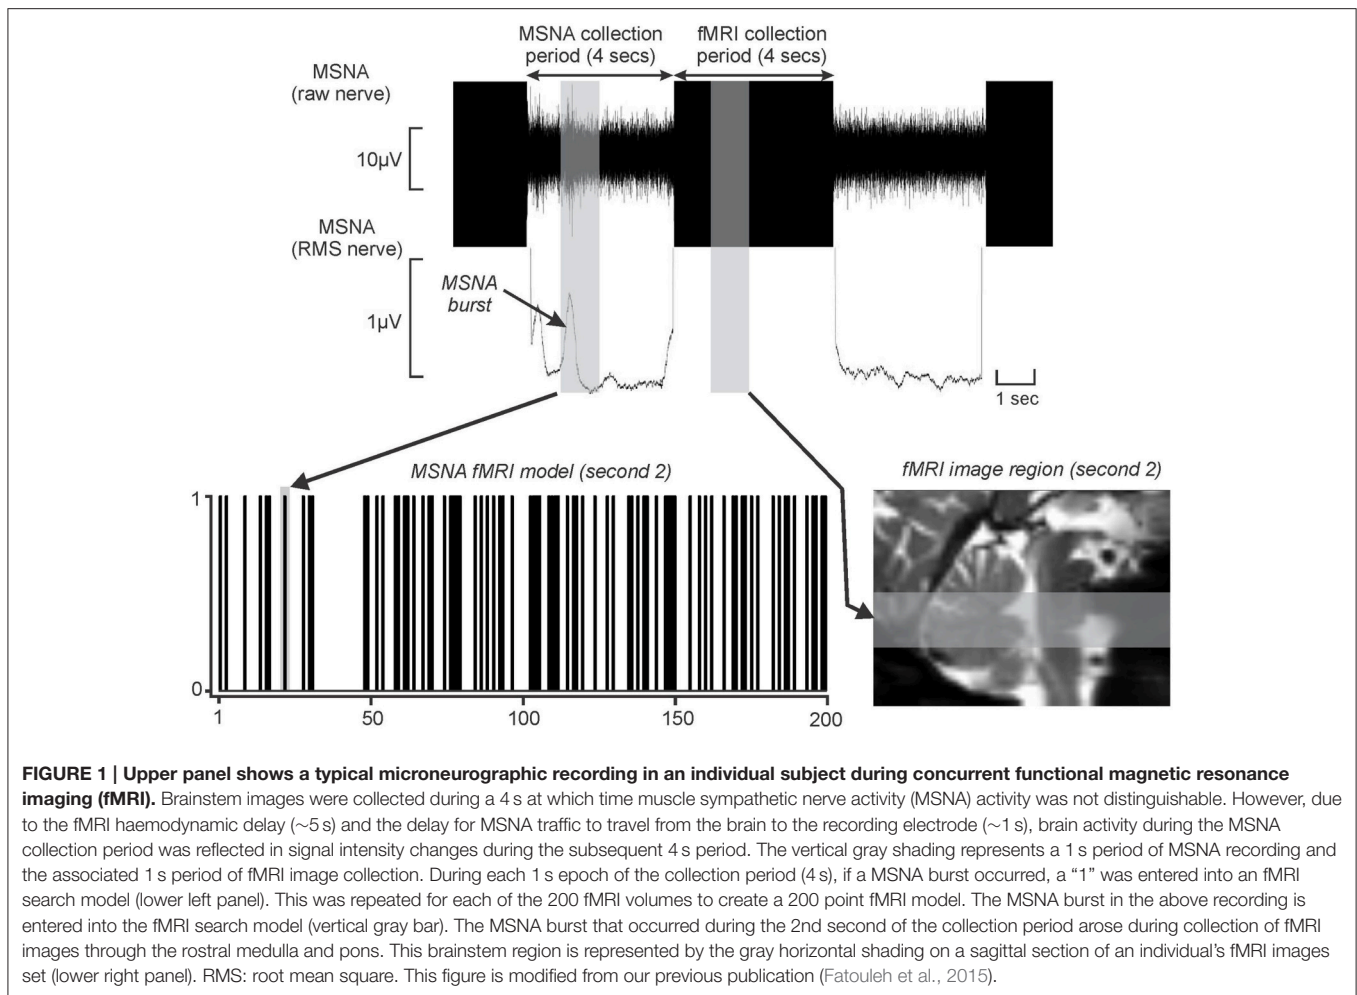 MSNA collection
period (4 secs)
fMRI collection
period (4 secs)
MSNA
(raw nerve)
10µV
MSNA
(RMS nerve)
MSNA
burst
1µV
1 sec
MSNA fMRI model (second 2)
fMRI image region (second 2)
1
0
1
50
100
150
200
FIGURE 1 | Upper panel shows a typical microneurographic recording in an individual subject during concurrent functional magnetic resonance
imaging (fMRI). Brainstem images were collected during a 4 s at which time muscle sympathetic nerve activity (MSNA) activity was not distinguishable. However, due
to the fMRI haemodynamic delay (~5 s) and the delay for MSNA traffic to travel from the brain to the recording electrode (~1 s), brain activity during the MSNA
collection period was reflected in signal intensity changes during the subsequent 4 s period. The vertical gray shading represents a 1 s period of MSNA recording and
the associated 1 s period of fMRI image collection. During each 1 s epoch of the collection period (4 s), if a MSNA burst occurred, a “1” was entered into an fMRI
search model (lower left panel). This was repeated for each of the 200 fMRI volumes to create a 200 point fMRI model. The MSNA burst in the above recording is
entered into the fMRI search model (vertical gray bar). The MSNA burst that occurred during the 2nd second of the collection period arose during collection of fMRI
images through the rostral medulla and pons. This brainstem region is represented by the gray horizontal shading on a sagittal section of an individual’s fMRI images
set (lower right panel). RMS: root mean square. This figure is modified from our previous publication (Fatouleh et al., 2015).